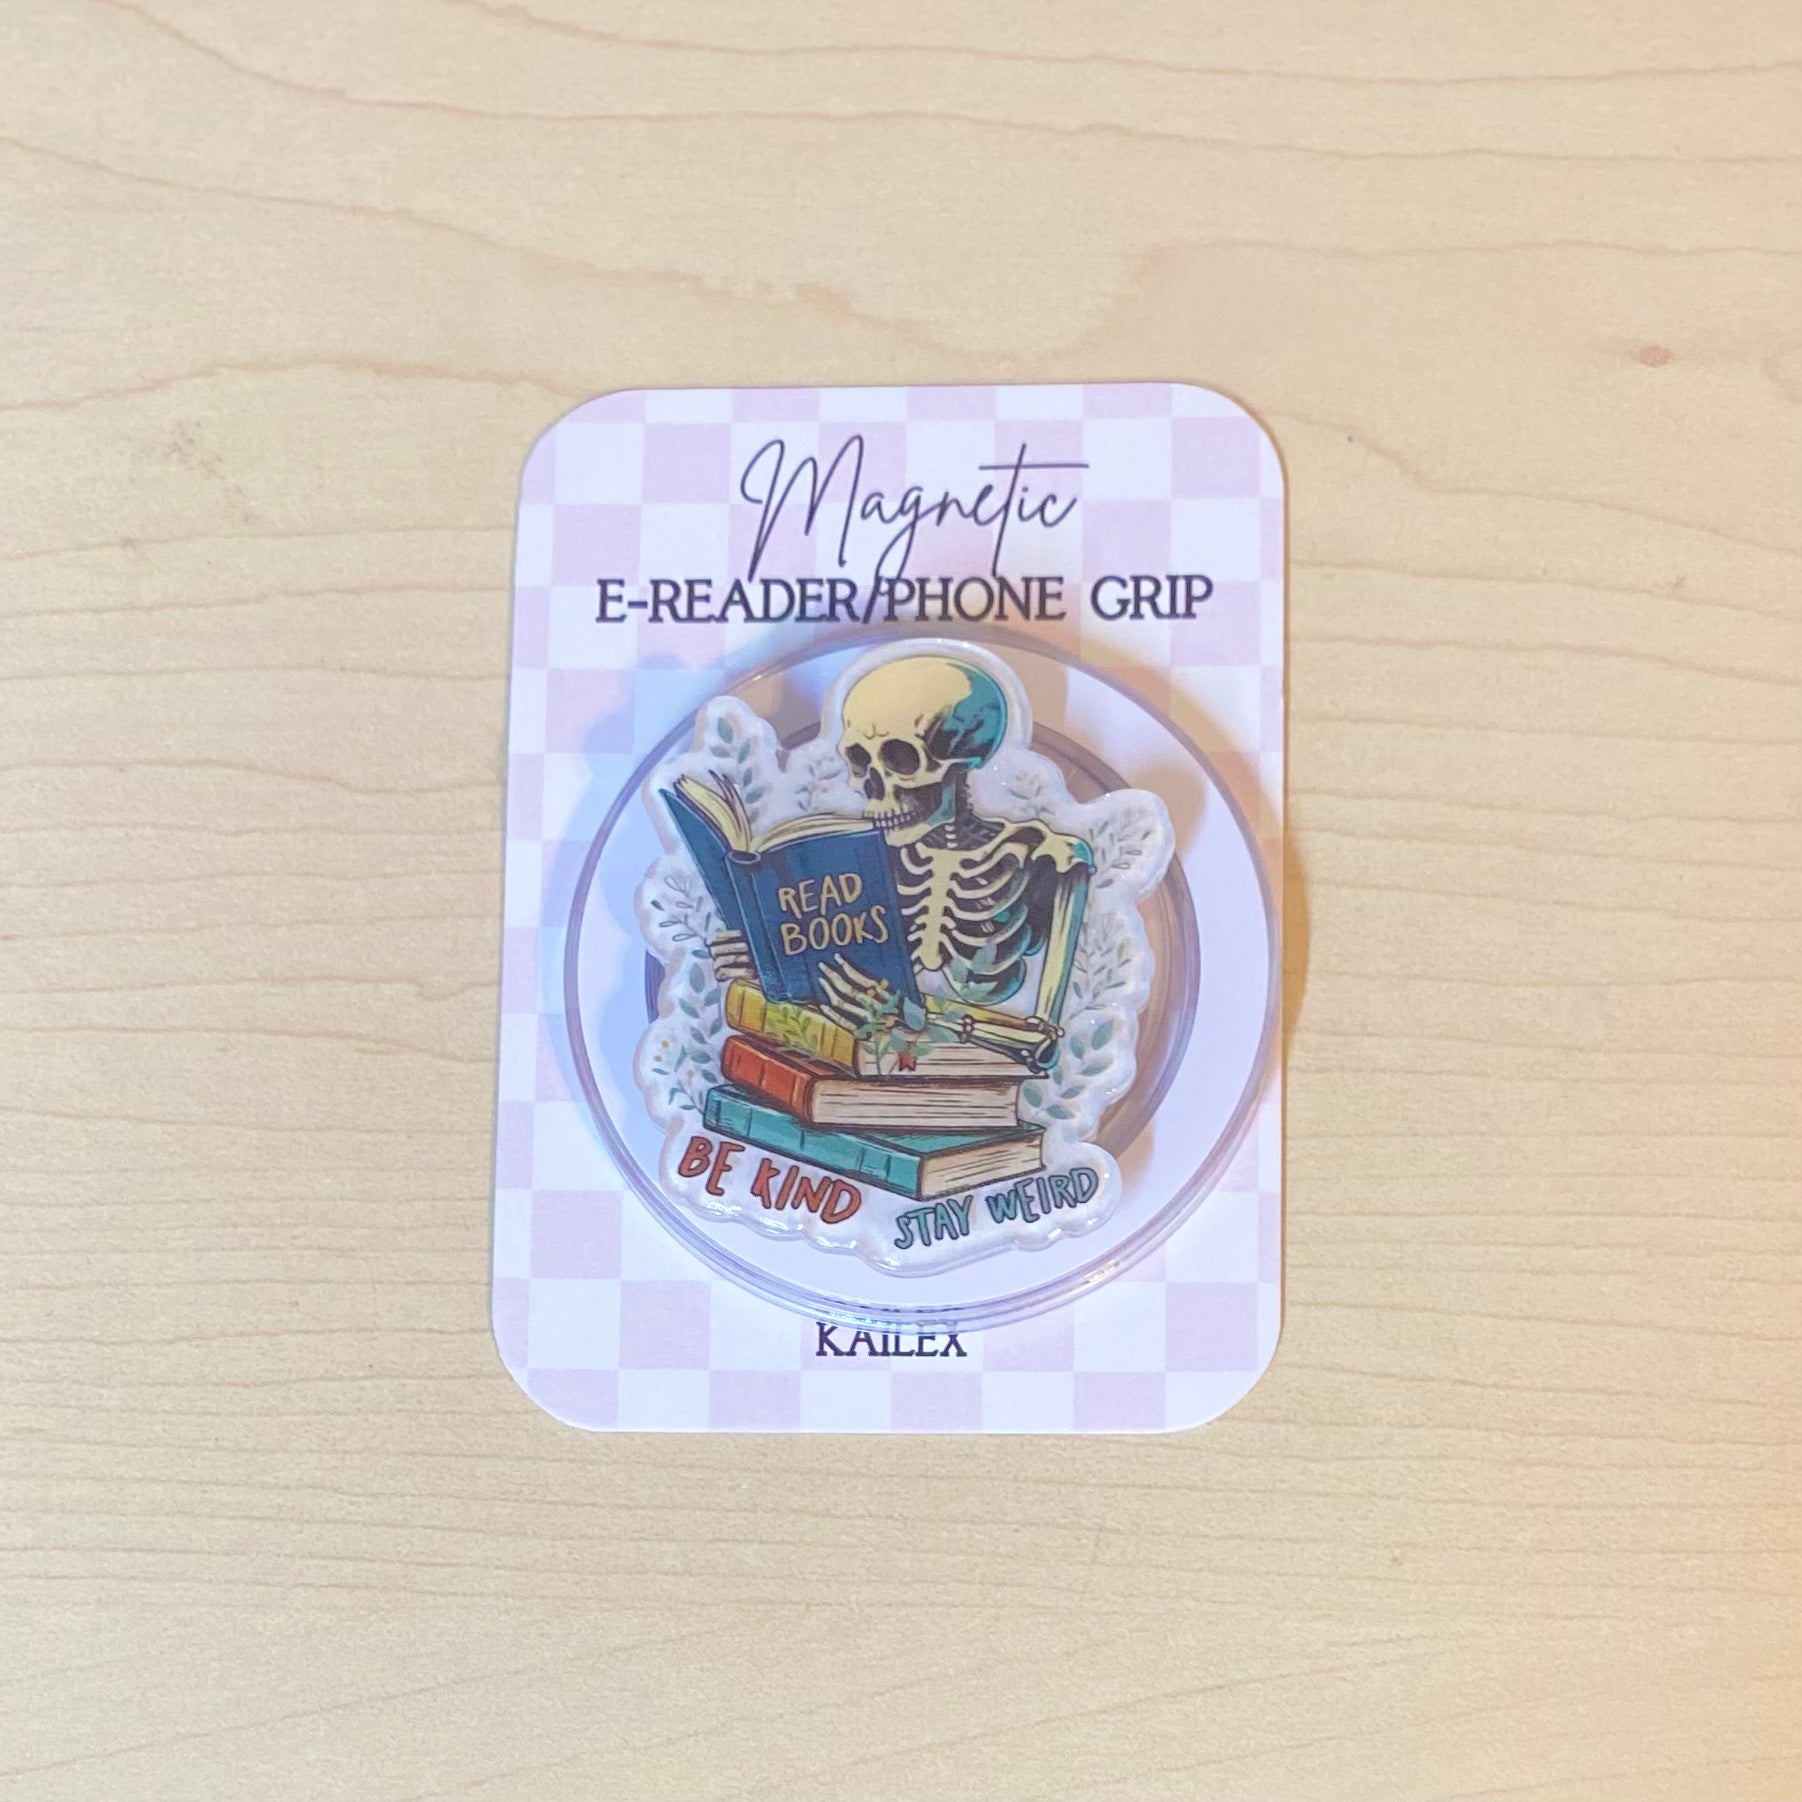 Magnetic
E-READER/PHONE GRIP
READ
BOOKS
BE KIND
STAY WEIRD
KAILEX